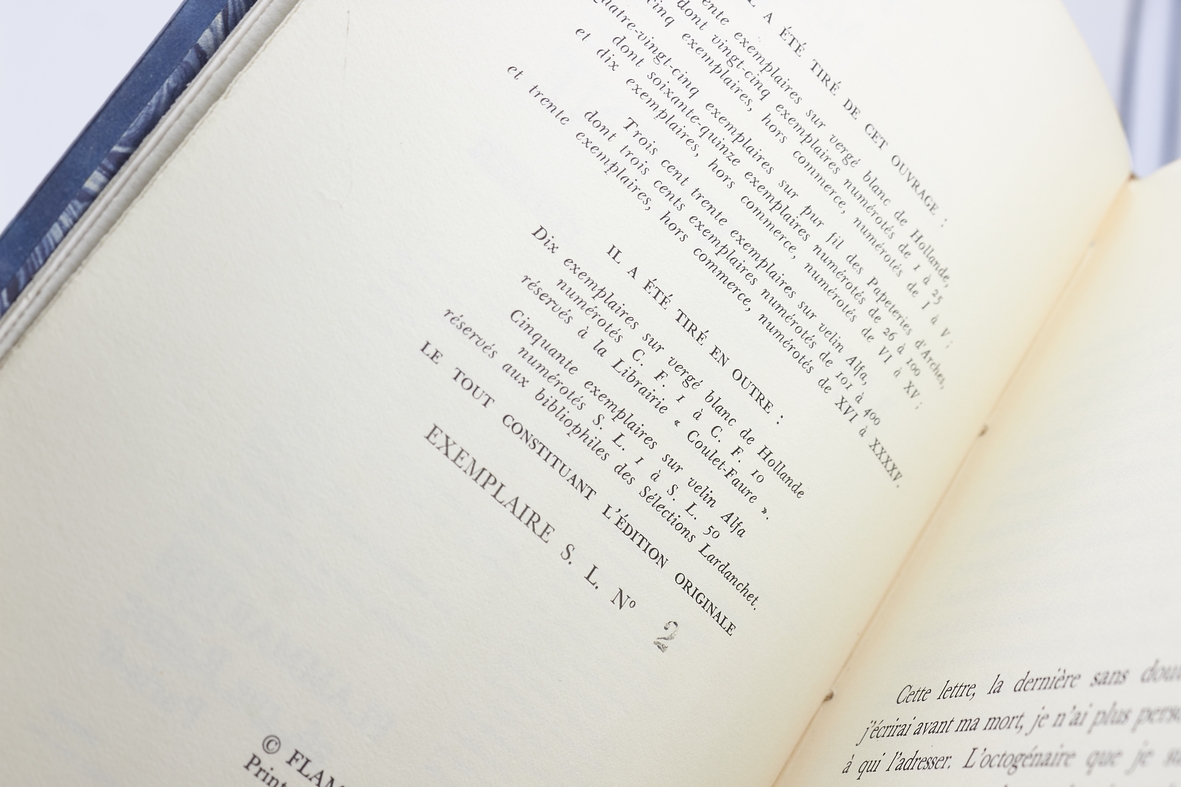 IL A ÉTÉ TIRÉ DE CET OUVRAGE :
Trente exemplaires sur vergé blanc de Hollande,
dont vingt-cinq exemplaires numérotés de 1 à 25
et cinq exemplaires, hors commerce, numérotés de I à V ;
Quatre-vingt-cinq exemplaires sur pur fil des Papeteries d'Arches,
dont soixante-quinze exemplaires numérotés de 26 à 100
et dix exemplaires, hors commerce, numérotés de VI à XV ;
Trois cent trente exemplaires sur velin Alfa,
dont trois cents exemplaires numérotés de 101 à 400
et trente exemplaires, hors commerce, numérotés de XVI à XXXXV.
IL A ÉTÉ TIRÉ EN OUTRE :
Dix exemplaires sur vergé blanc de Hollande
numérotés C. F. 1 à C. F. 10
réservés à la Librairie « Coulet-Faure ».
Cinquante exemplaires sur velin Alfa
numérotés S. L. 1 à S. L. 50
réservés aux bibliophiles des Sélections Lardanchet.
LE TOUT CONSTITUANT L'ÉDITION ORIGINALE
EXEMPLAIRE S. L. Nº 2
© FLAM
Print
Cette lettre, la dernière sans dou
j'écrirai avant ma mort, je n'ai plus pers
à qui l'adresser. L'octogénaire que je su